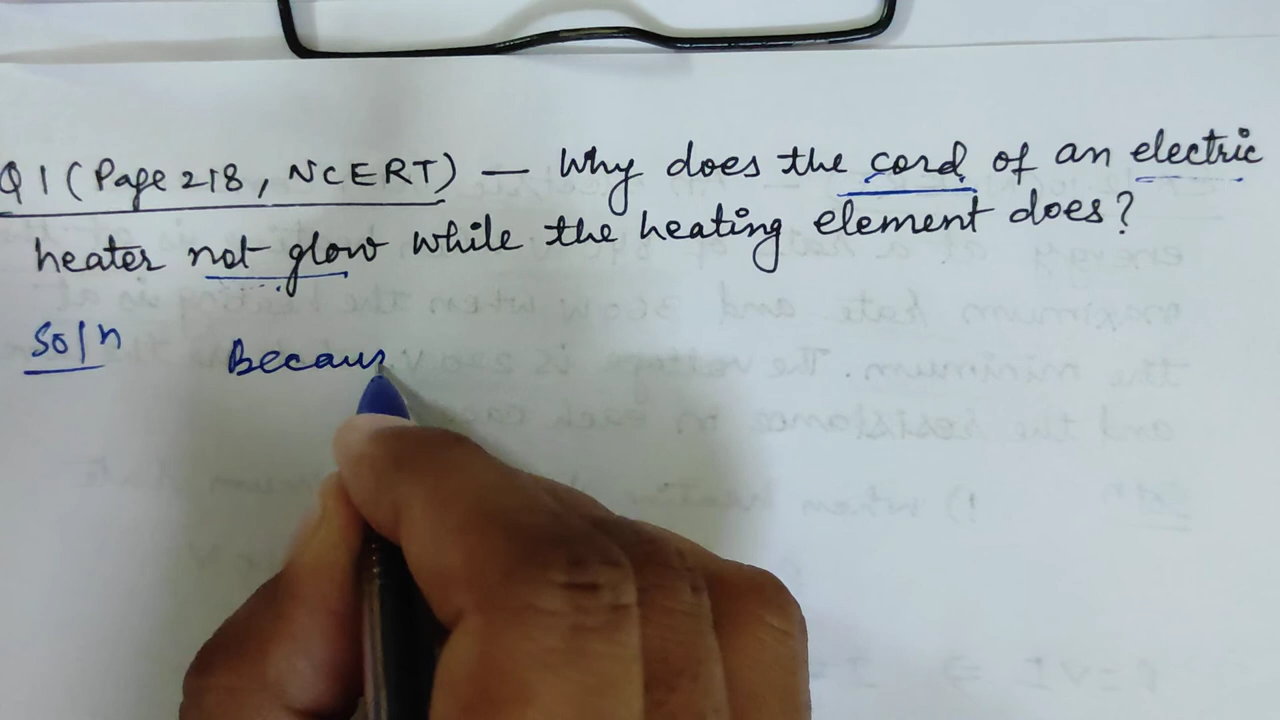 Q1 (Page 218, NCERT) — Why does the cord of an electric
heater not glow while the heating element does?
Soln Becaus